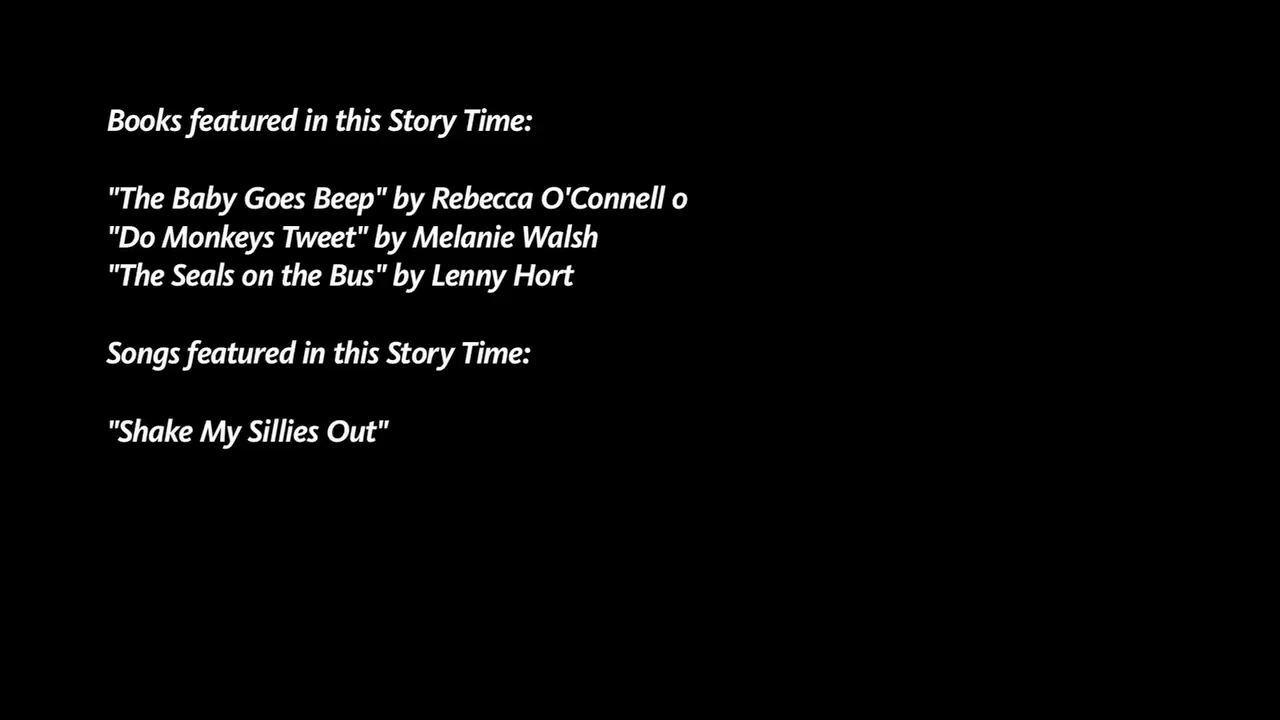 Books featured in this Story Time:
"The Baby Goes Beep" by Rebecca O'Connell o
"Do Monkeys Tweet" by Melanie Walsh
"The Seals on the Bus" by Lenny Hort
Songs featured in this Story Time:
"Shake My Sillies Out"